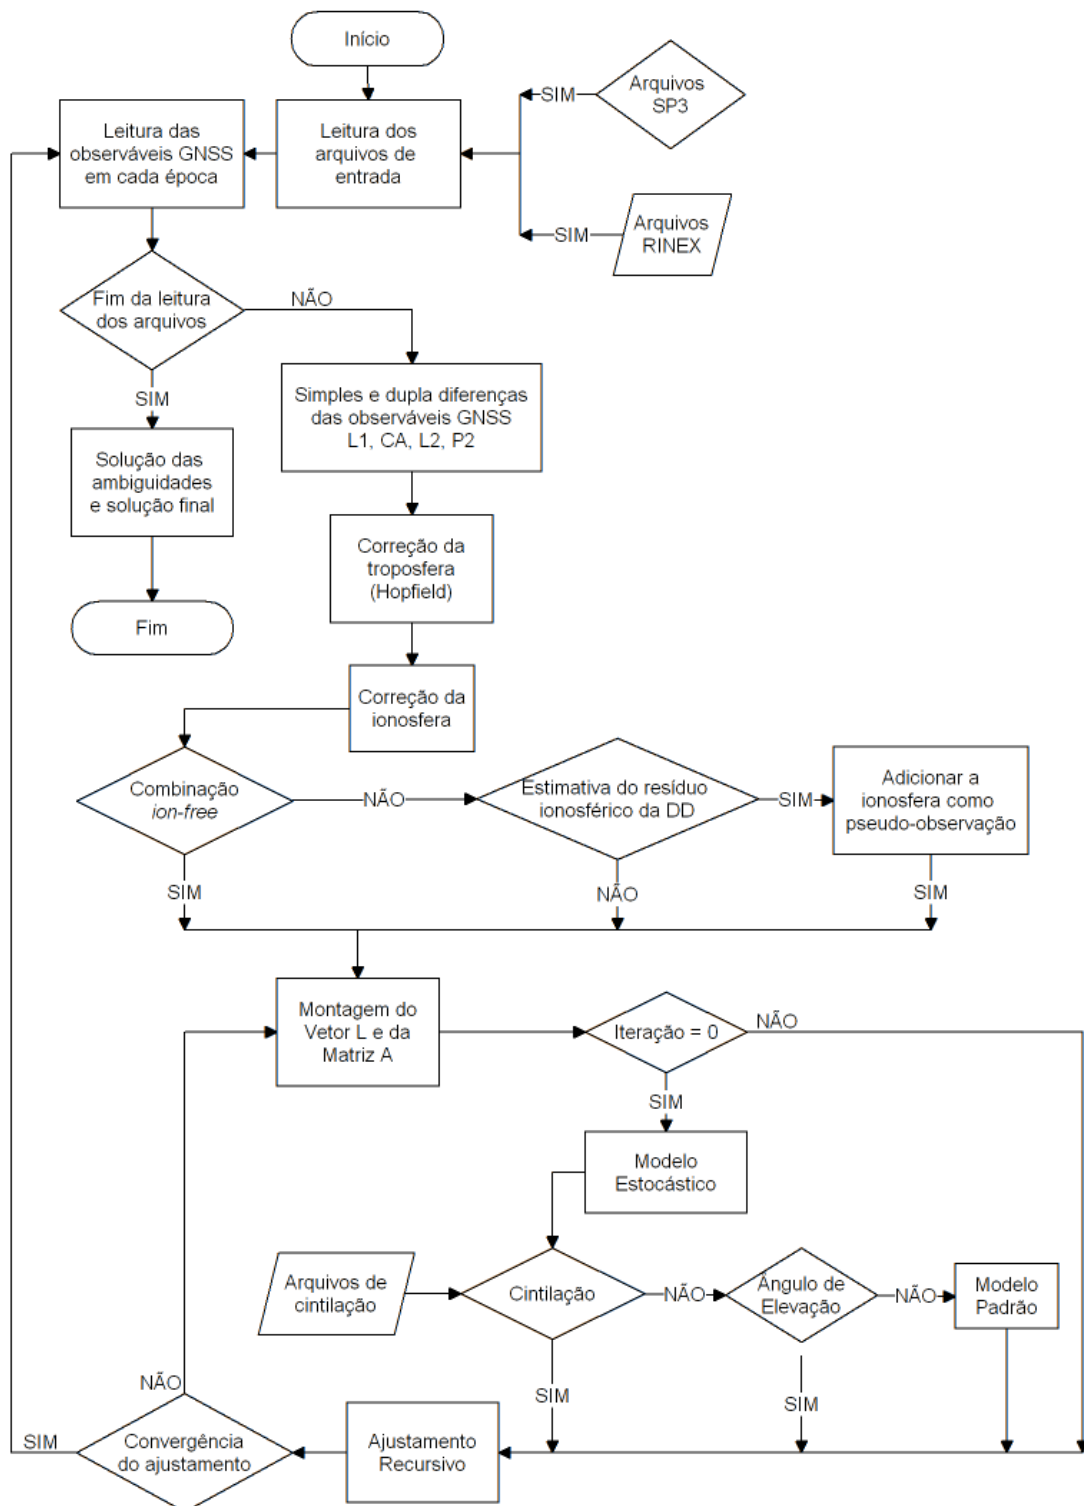 Início
Arquivos
SP3
SIM
Leitura das
observáveis GNSS
em cada época
Leitura dos
arquivos de
entrada
SIM
Arquivos
RINEX
Fim da leitura
dos arquivos
NÃO
SIM
Simples e dupla diferenças
das observáveis GNSS
L1, CA, L2, P2
Solução das
ambiguidades
e solução final
Correção da
troposfera
(Hopfield)
Fim
Correção da
ionosfera
Combinação
ion-free
NÃO
Estimativa do resíduo
ionosférico da DD
SIM
Adicionar a
ionosfera como
pseudo-observação
SIM
NÃO
SIM
Montagem do
Vetor L e da
Matriz A
Iteração = 0
NÃO
SIM
Modelo
Estocástico
Arquivos de
cintilação
Cintilação
NÃO
Ângulo de
Elevação
NÃO
Modelo
Padrão
SIM
SIM
NÃO
SIM
Convergência
do ajustamento
Ajustamento
Recursivo